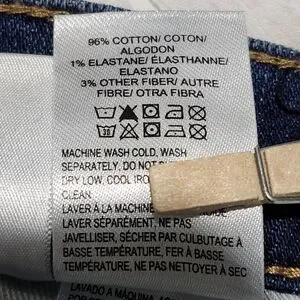 96% COTTON/ COTON/
ALGODON
1% ELASTANE/ ÉLASTHANNE/
ELASTANO
3% OTHER FIBER/ AUTRE
FIBRE/ OTRA FIBRA
30
MACHINE WASH COLD, WASH
SEPARATELY, DO NOT
DRY LOW, COOL IRO
CLEAN.
LAVER À LA MACHINE
LAVER SÉPARÉMENT, NE PAS
JAVELLISER, SÉCHER PAR CULBUTAGE À
BASSE TEMPÉRATURE, FER À BASSE
TEMPÉRATURE, NE PAS NETTOYER À SEC
LAVADO A MÁQUINA